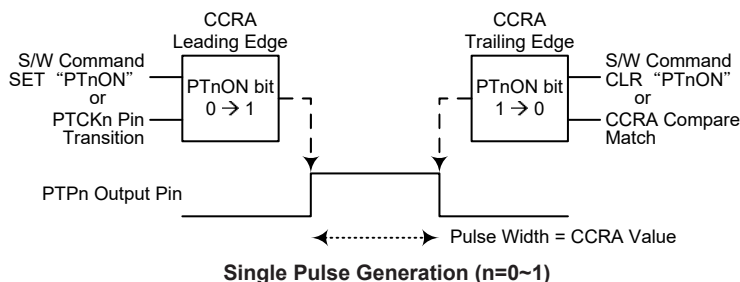 CCRA
Leading Edge
S/W Command
SET “PTnON”
or
PTCKn Pin
Transition
PTnON bit
0 → 1
CCRA
Trailing Edge
PTnON bit
1 → 0
S/W Command
CLR “PTnON”
or
CCRA Compare
Match
PTPn Output Pin
Pulse Width = CCRA Value
Single Pulse Generation (n=0~1)